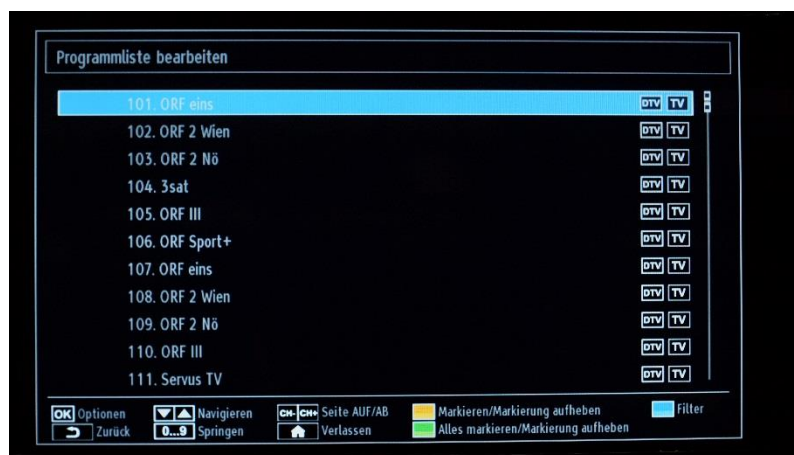 Programmliste bearbeiten
101. ORF eins DTV TV
102. ORF 2 Wien DTV TV
103. ORF 2 Nö DTV TV
104. 3sat DTV TV
105. ORF III DTV TV
106. ORF Sport+ DTV TV
107. ORF eins DTV TV
108. ORF 2 Wien DTV TV
109. ORF 2 Nö DTV TV
110. ORF III DTV TV
111. Servus TV DTV TV
OK Optionen Navigieren CH- CH+ Seite AUF/AB Markieren/Markierung aufheben Filter
Zurück 0...9 Springen Verlassen Alles markieren/Markierung aufheben